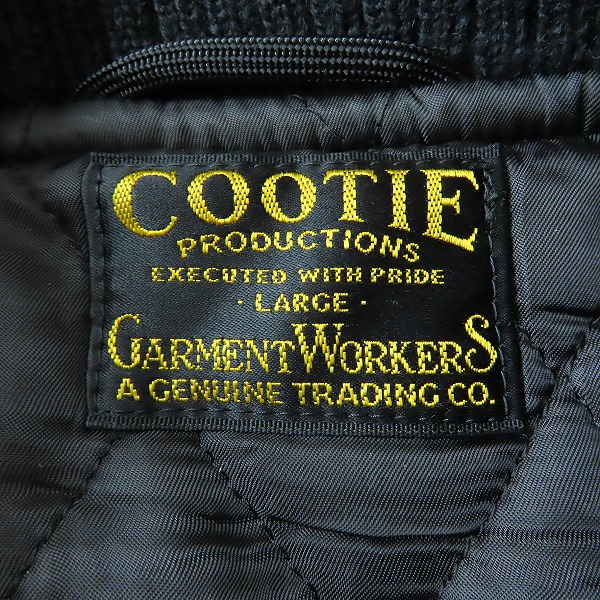 COOTIE
PRODUCTIONS
EXECUTED WITH PRIDE
· LARGE ·
GARMENT WORKERS
A GENUINE TRADING CO.